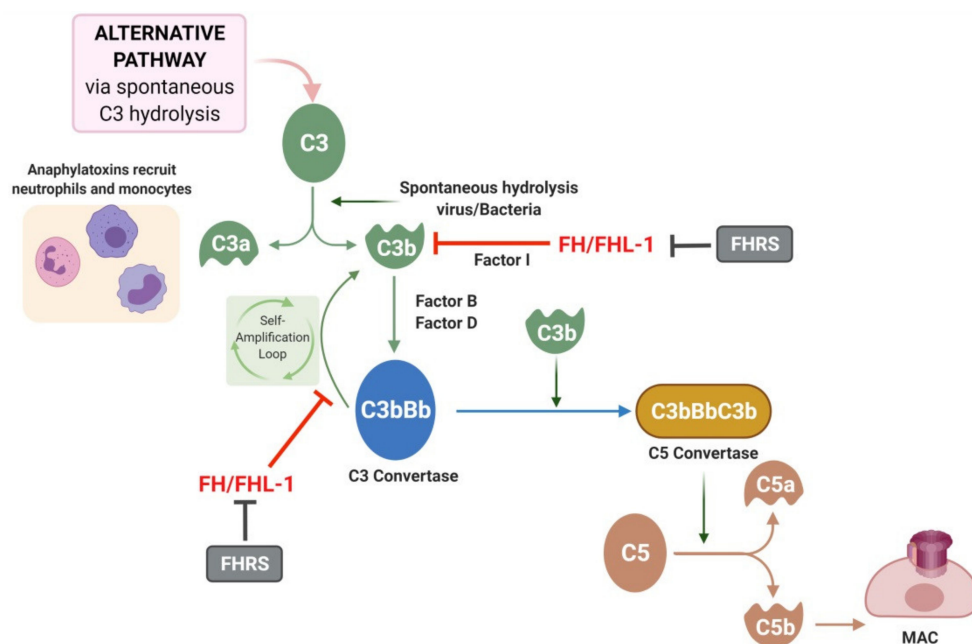 ALTERNATIVE
PATHWAY
via spontaneous
C3 hydrolysis
C3
Anaphylatoxins recruit
neutrophils and monocytes
Spontaneous hydrolysis
virus/Bacteria
C3a
C3b
Factor I
FH/FHL-1
FHRS
Factor B
Factor D
Self-
Amplification
Loop
C3b
C3bBb
C3 Convertase
C3bBbC3b
C5 Convertase
FH/FHL-1
FHRS
C5a
C5
C5b
MAC